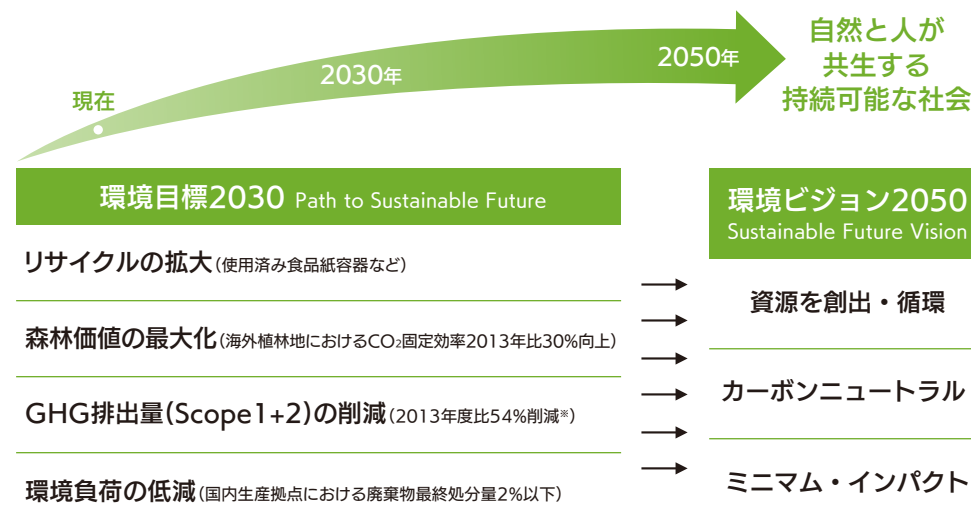 自然と人が
共生する
持続可能な社会
2050年
2030年
現在
環境目標2030 Path to Sustainable Future
リサイクルの拡大(使用済み食品紙容器など)
森林価値の最大化(海外植林地におけるCO₂固定効率2013年比30%向上)
GHG排出量(Scope1+2)の削減(2013年度比54%削減※)
環境負荷の低減(国内生産拠点における廃棄物最終処分量2%以下)
環境ビジョン2050
Sustainable Future Vision
資源を創出・循環
カーボンニュートラル
ミニマム・インパクト